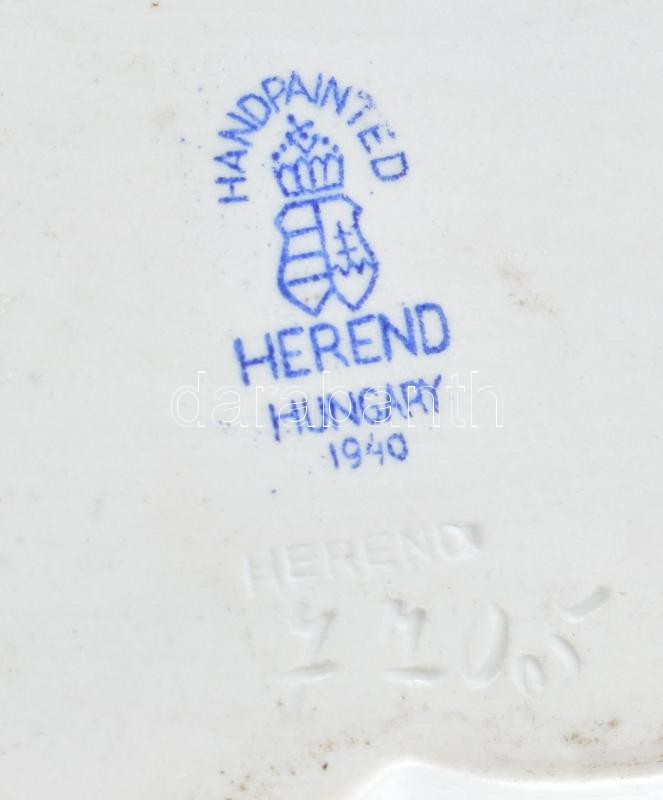 HANDPAINTED
HEREND
HUNGARY
darabanth
1940
HEREND